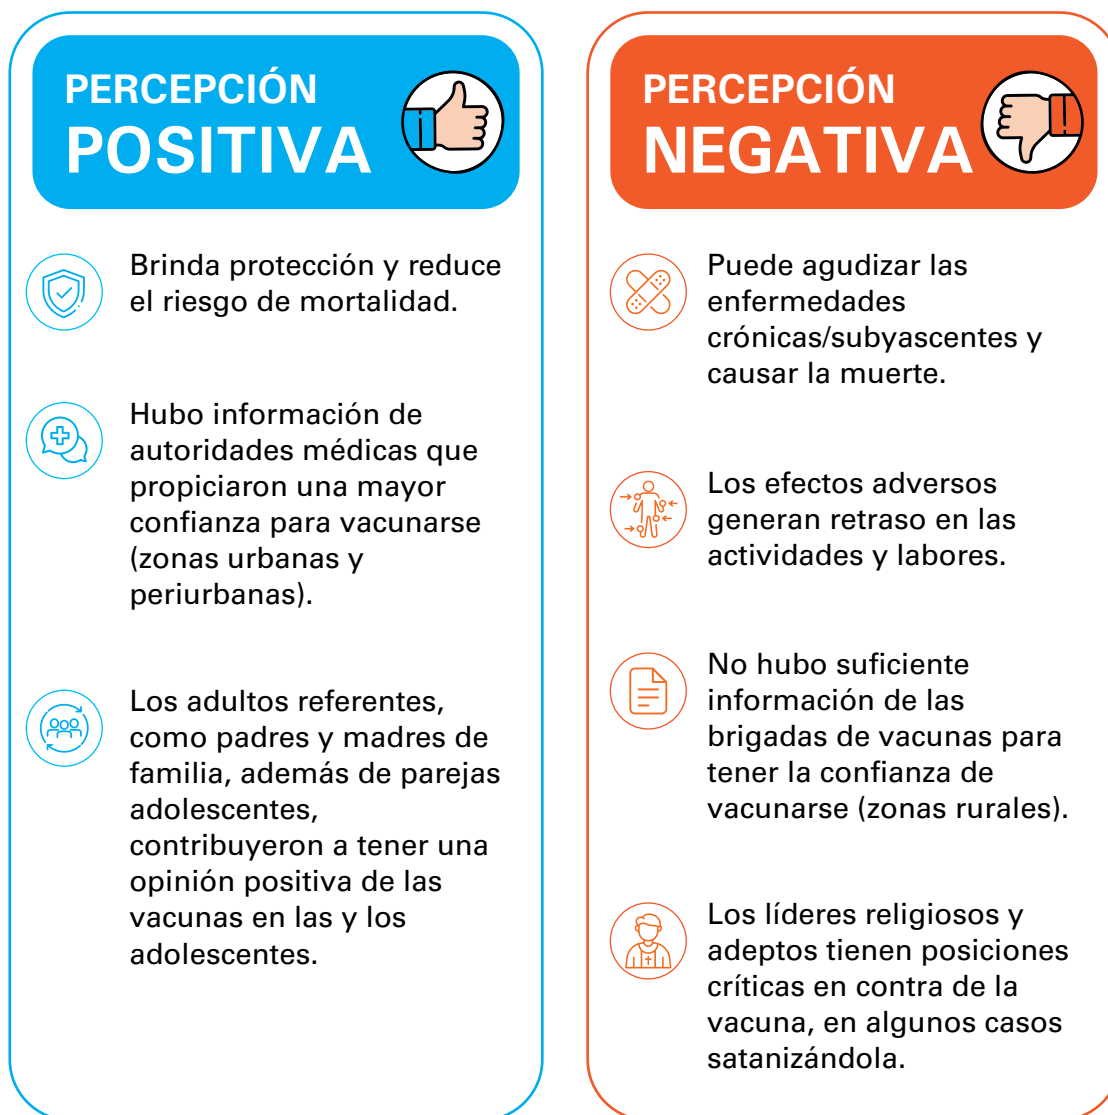 PERCEPCIÓN
POSITIVA
Brinda protección y reduce
el riesgo de mortalidad.
Hubo información de
autoridades médicas que
propiciaron una mayor
confianza para vacunarse
(zonas urbanas y
periurbanas).
Los adultos referentes,
como padres y madres de
familia, además de parejas
adolescentes,
contribuyeron a tener una
opinión positiva de las
vacunas en las y los
adolescentes.
PERCEPCIÓN
NEGATIVA
Puede agudizar las
enfermedades
crónicas/subyascentes y
causar la muerte.
Los efectos adversos
generan retraso en las
actividades y labores.
No hubo suficiente
información de las
brigadas de vacunas para
tener la confianza de
vacunarse (zonas rurales).
Los líderes religiosos y
adeptos tienen posiciones
críticas en contra de la
vacuna, en algunos casos
satanizándola.